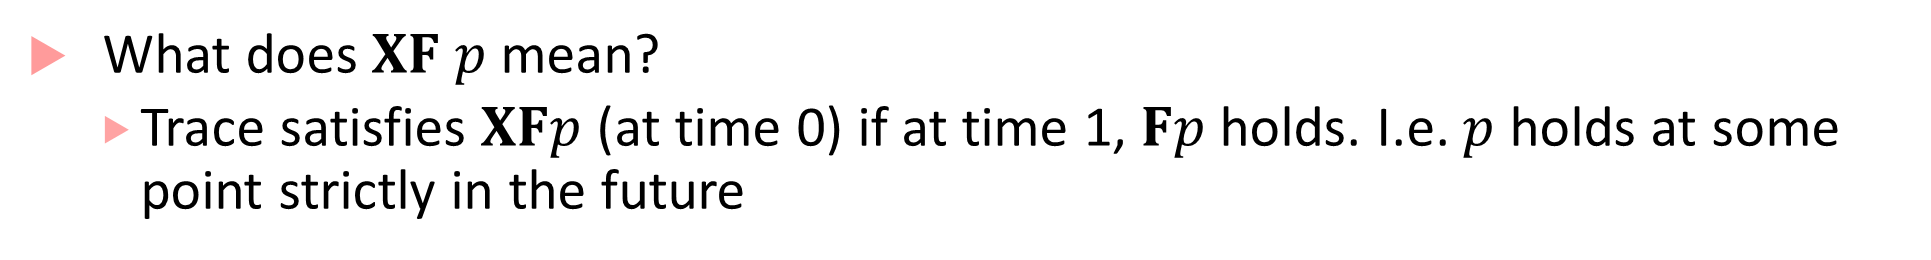 What does XF p mean?
Trace satisfies XFp (at time 0) if at time 1, Fp holds. I.e. p holds at some
point strictly in the future